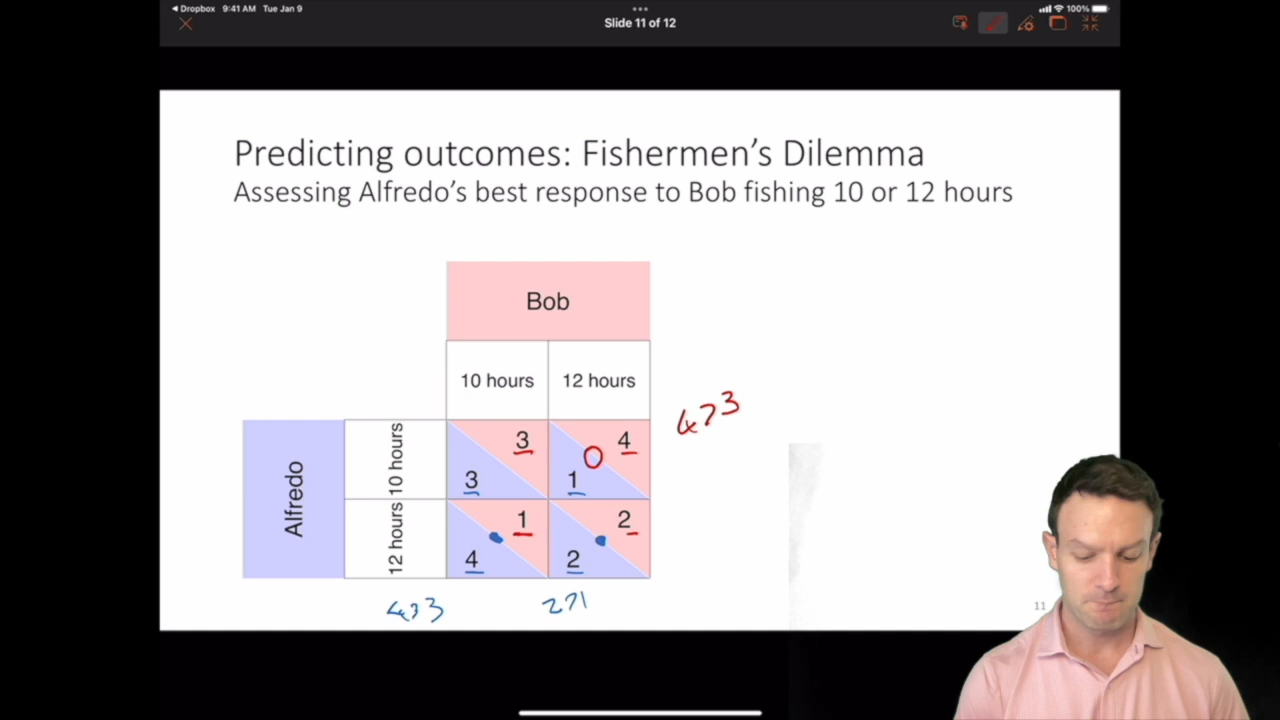 Dropbox 9:41 AM Tue Jan 9
100%
Slide 11 of 12
Predicting outcomes: Fishermen's Dilemma
Assessing Alfredo's best response to Bob fishing 10 or 12 hours
Bob
10 hours 12 hours
Alfredo
10 hours
3 3
4 1
4>3
12 hours
1 4
2 2
4>3 2>1
11